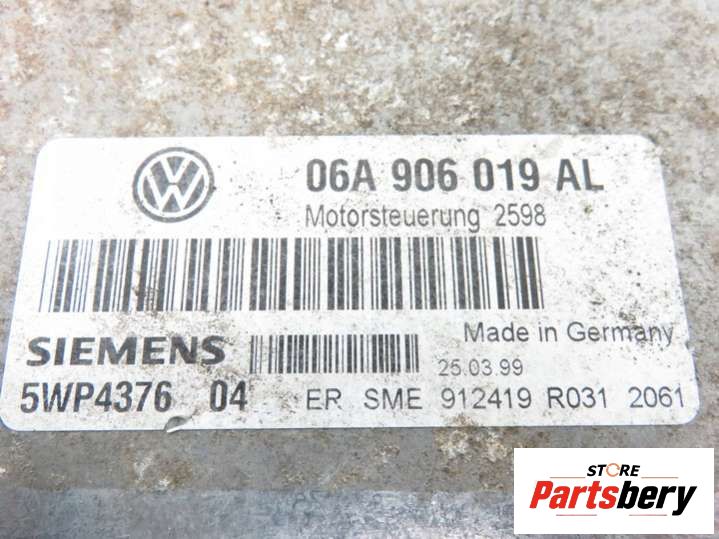 06A 906 019 AL
Motorsteuerung 2598
SIEMENS
Made in Germany
25.03.99
5WP4376 04 ER SME 912419 R031 2061
STORE
Partsbery